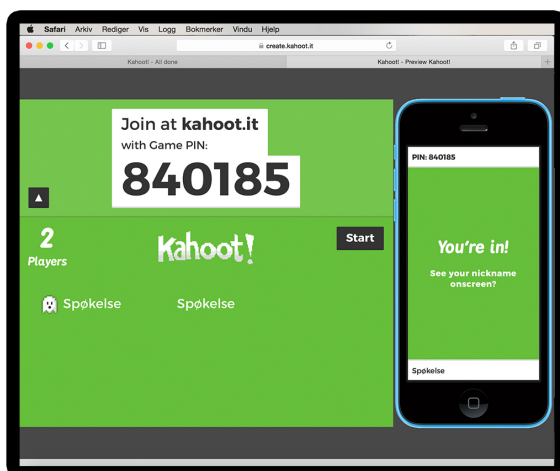 Safari Arkiv Rediger Vis Logg Bokmerker Vindu Hjelp
create.kahoot.it
Kahoot! - All done
Kahoot! - Preview Kahoot!
Join at kahoot.it
with Game PIN:
840185
2
Players
Kahoot!
Start
Spøkelse
Spøkelse
PIN: 840185
You're in!
See your nickname
onscreen?
Spøkelse